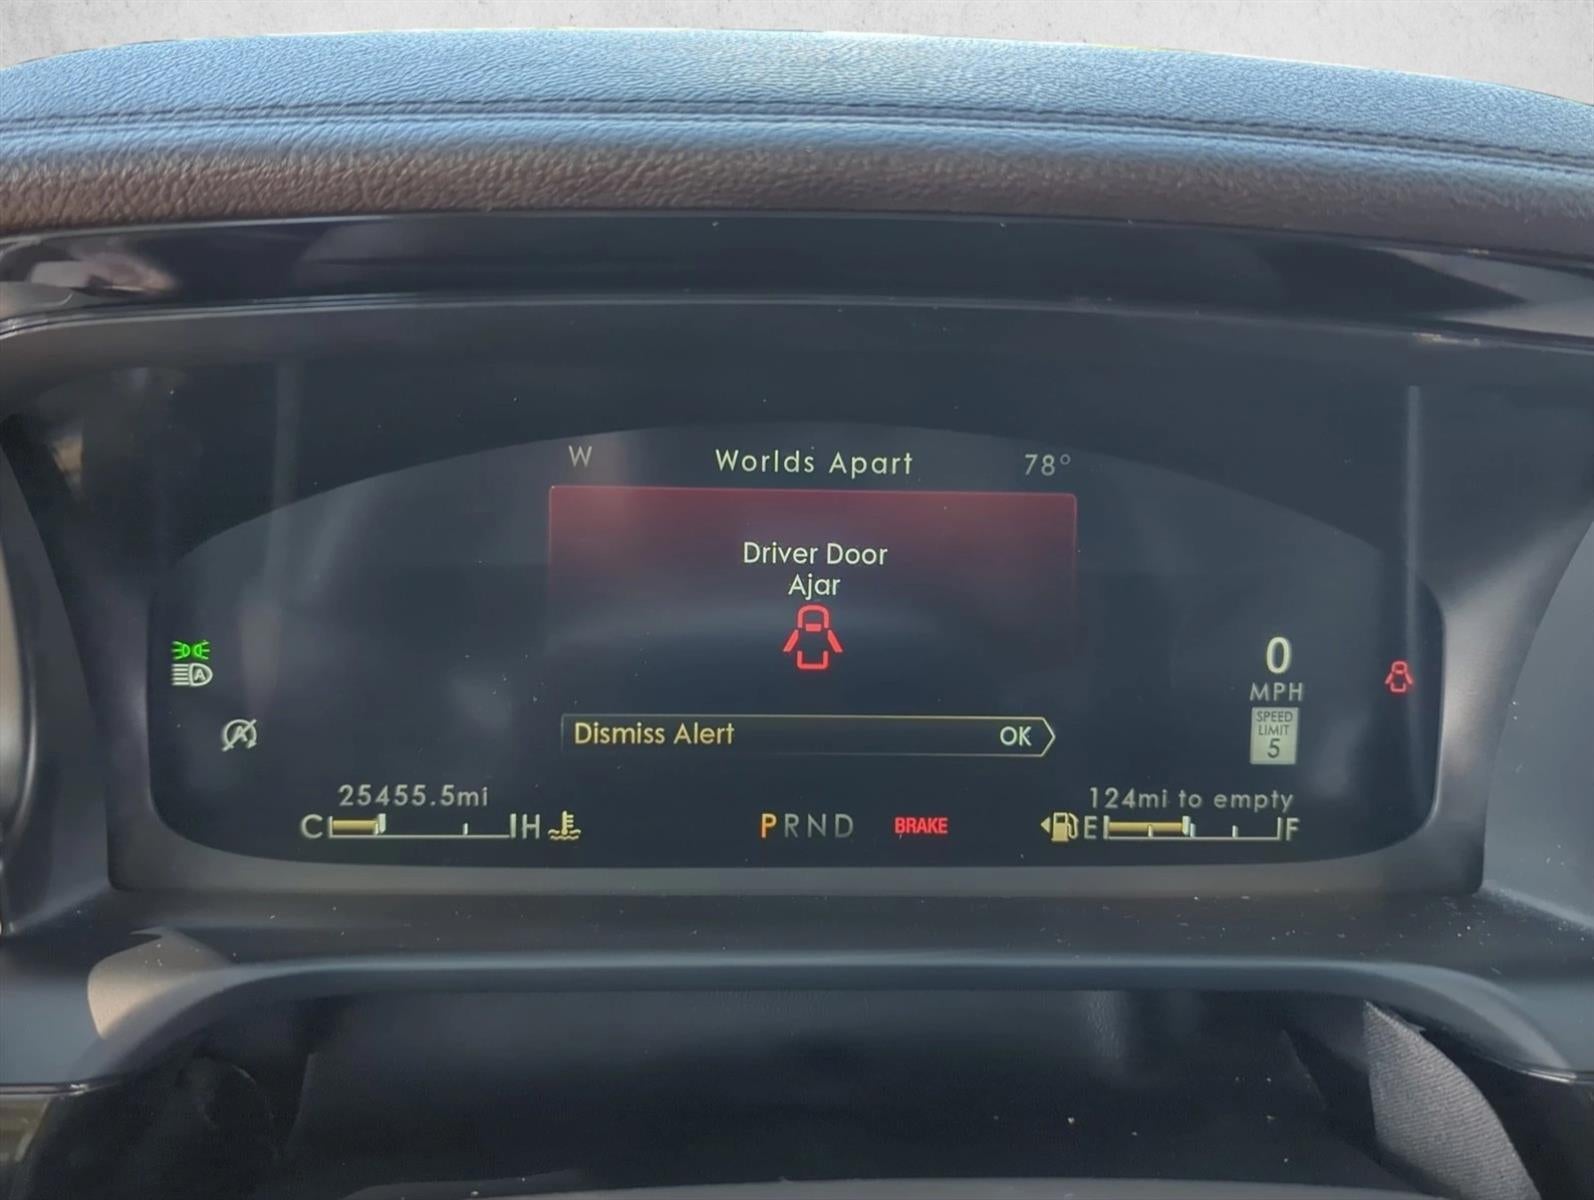 W Worlds Apart 78°
Driver Door
Ajar
A
0
MPH
A
SPEED
LIMIT
5
Dismiss Alert OK
25455.5mi
124mi to empty
C H
P R N D
BRAKE
E F